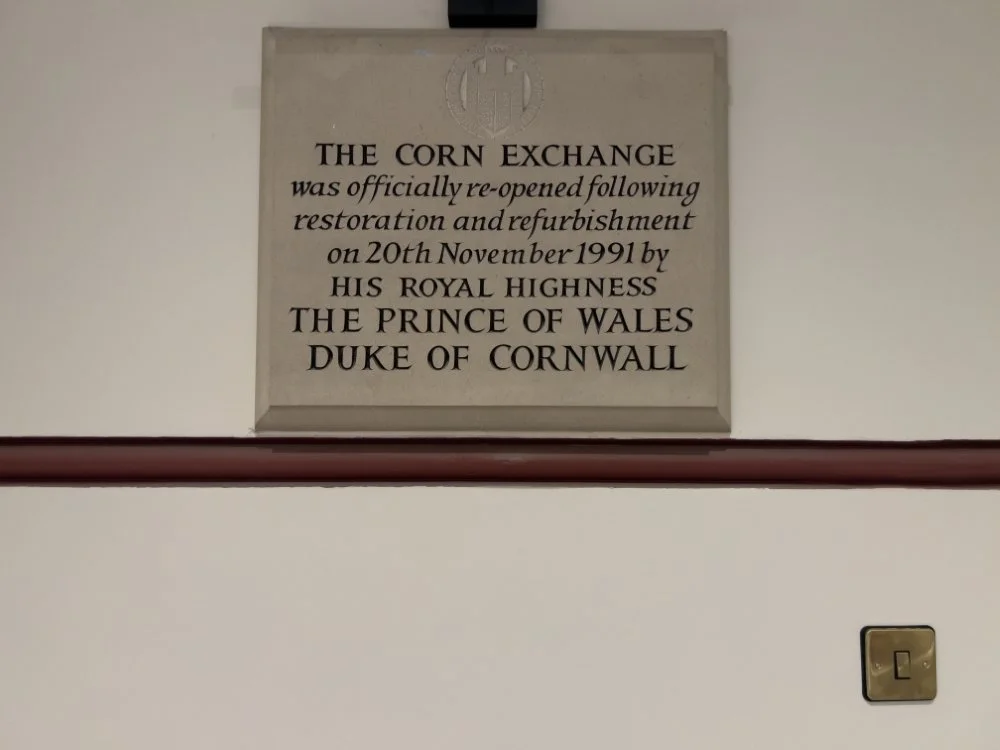 THE CORN EXCHANGE
was officially re-opened following
restoration and refurbishment
on 20th November 1991 by
HIS ROYAL HIGHNESS
THE PRINCE OF WALES
DUKE OF CORNWALL